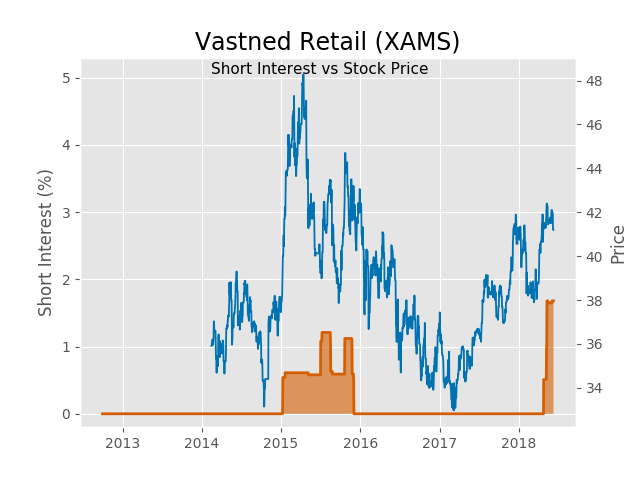 Vastned Retail (XAMS)
Short Interest vs Stock Price
Short Interest (%)
5
4
3
2
1
0
48
46
44
42
40
38
36
34
Price
2013 2014 2015 2016 2017 2018